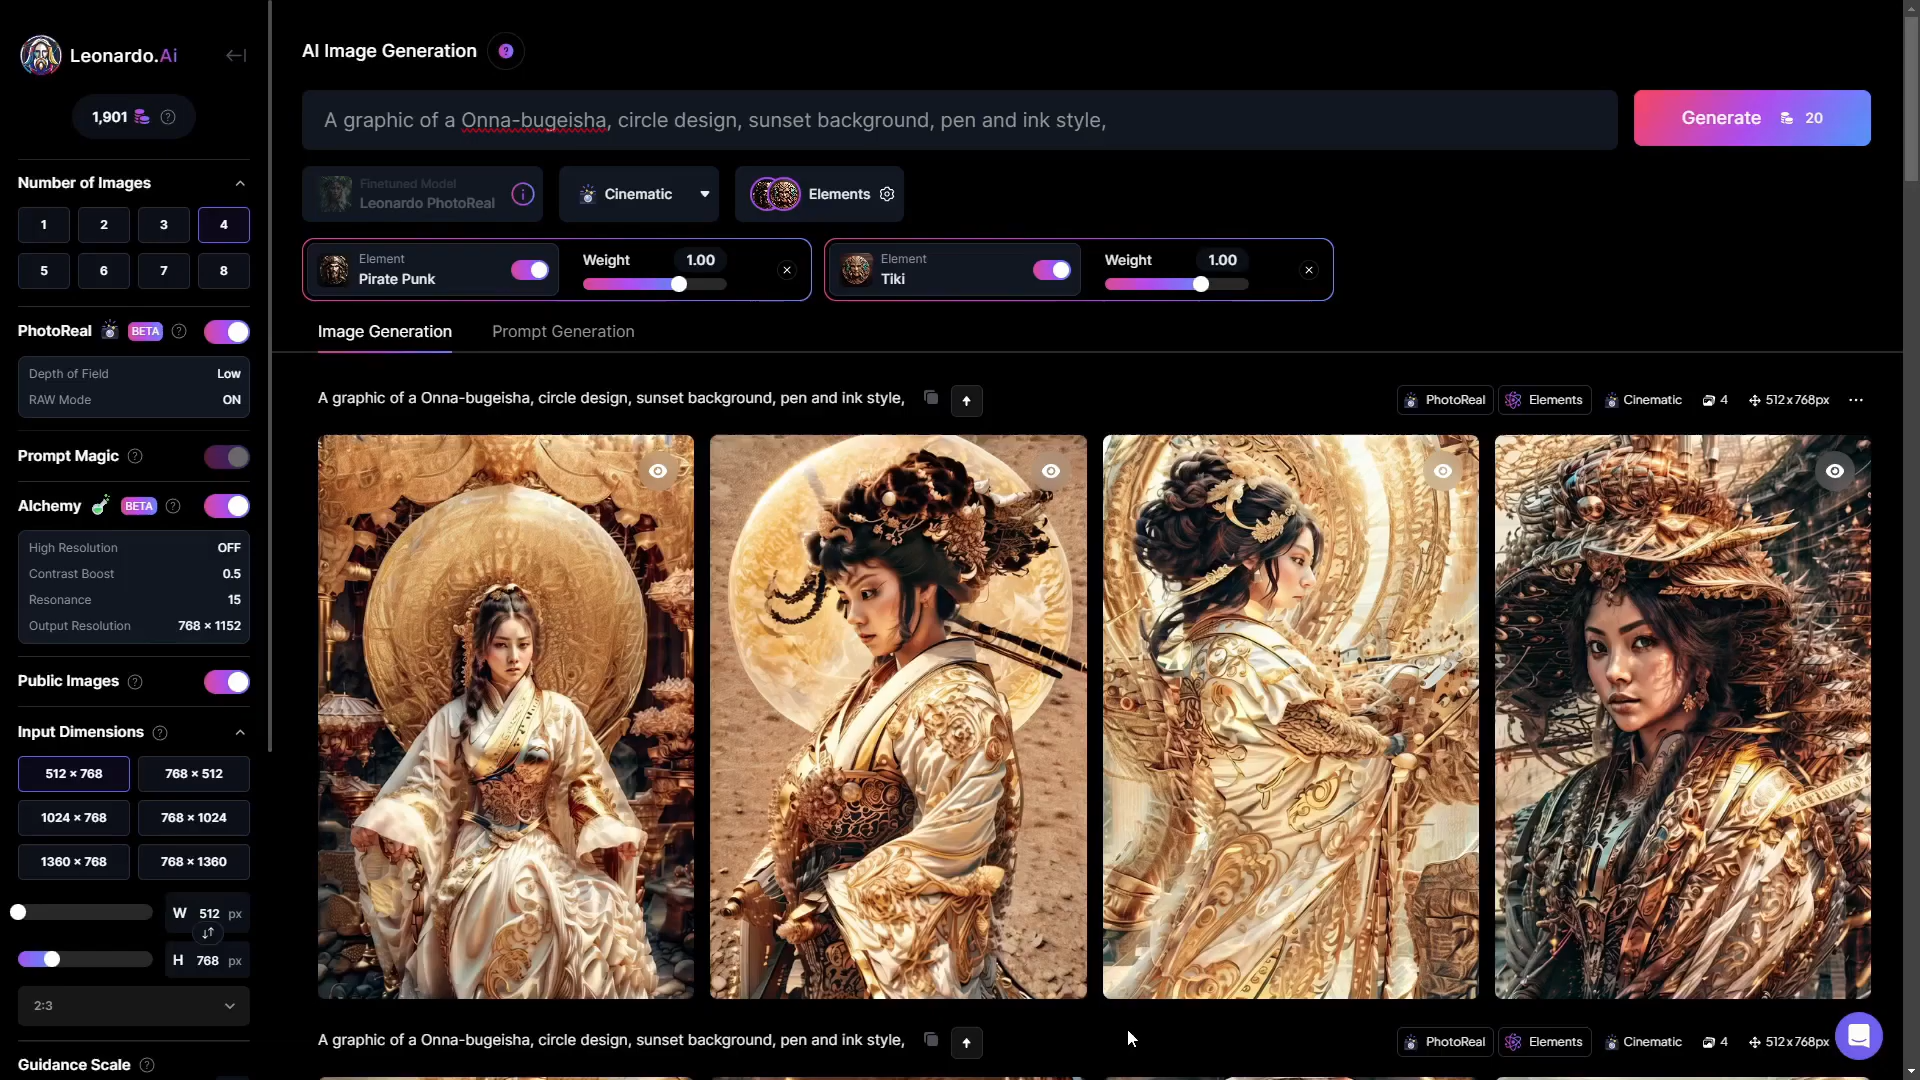 Leonardo.Ai
1,901
Number of Images
1 2 3 4
5 6 7 8
PhotoReal BETA
Depth of Field Low
RAW Mode ON
Prompt Magic
Alchemy BETA
High Resolution OFF
Contrast Boost 0.5
Resonance 15
Output Resolution 768 × 1152
Public Images
Input Dimensions
512 × 768 768 × 512
1024 × 768 768 × 1024
1360 × 768 768 × 1360
W 512 px
H 768 px
2:3
Guidance Scale
AI Image Generation
A graphic of a Onna-bugeisha, circle design, sunset background, pen and ink style,
Generate 20
Finetuned Model
Leonardo PhotoReal
Cinematic
Elements
Element
Pirate Punk
Weight 1.00
Element
Tiki
Weight 1.00
Image Generation Prompt Generation
A graphic of a Onna-bugeisha, circle design, sunset background, pen and ink style,
PhotoReal Elements Cinematic 4 512x768px
A graphic of a Onna-bugeisha, circle design, sunset background, pen and ink style,
PhotoReal Elements Cinematic 4 512x768px